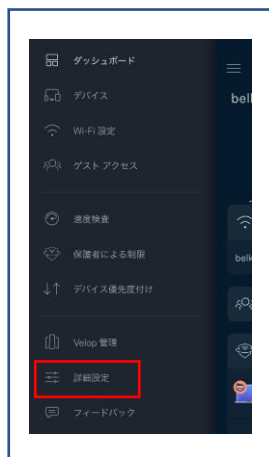 ダッシュボード
デバイス
bell
Wi-Fi 設定
ゲスト アクセス
速度検査
保護者による制限
belk
デバイス優先度付け
Velop 管理
詳細設定
フィードバック